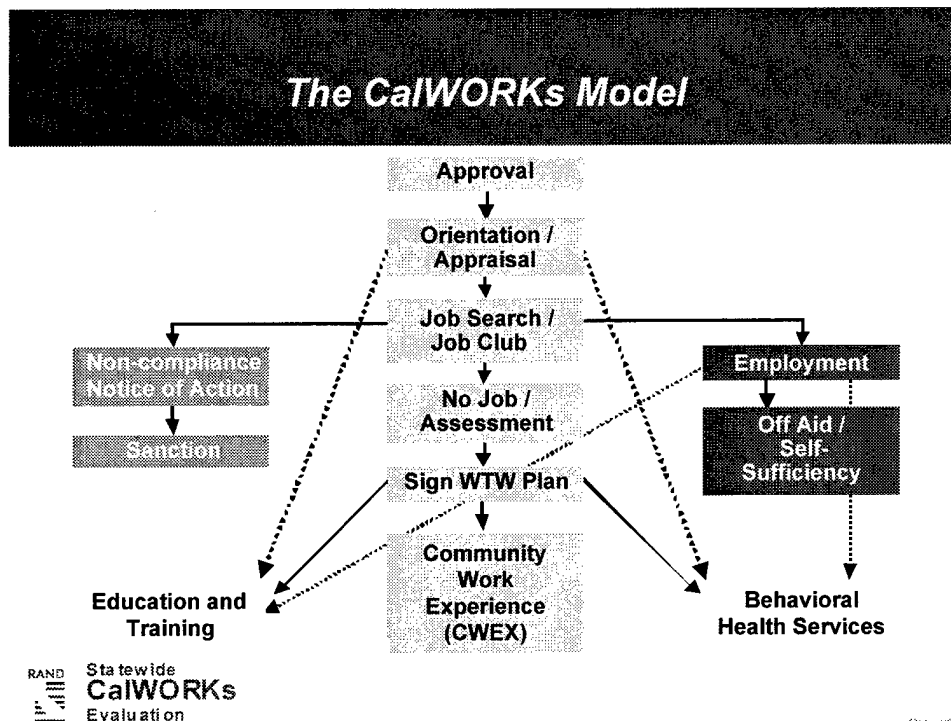 The CalWORKs Model
Approval
Orientation /
Appraisal
Job Search /
Job Club
Non-compliance
Notice of Action
Employment
No Job /
Assessment
Off Aid /
Self-
Sufficiency
Sanction
Sign WTW Plan
Community
Work
Experience
(CWEX)
Education and
Training
Behavioral
Health Services
RAND
Statewide
CalWORKs
Evaluation